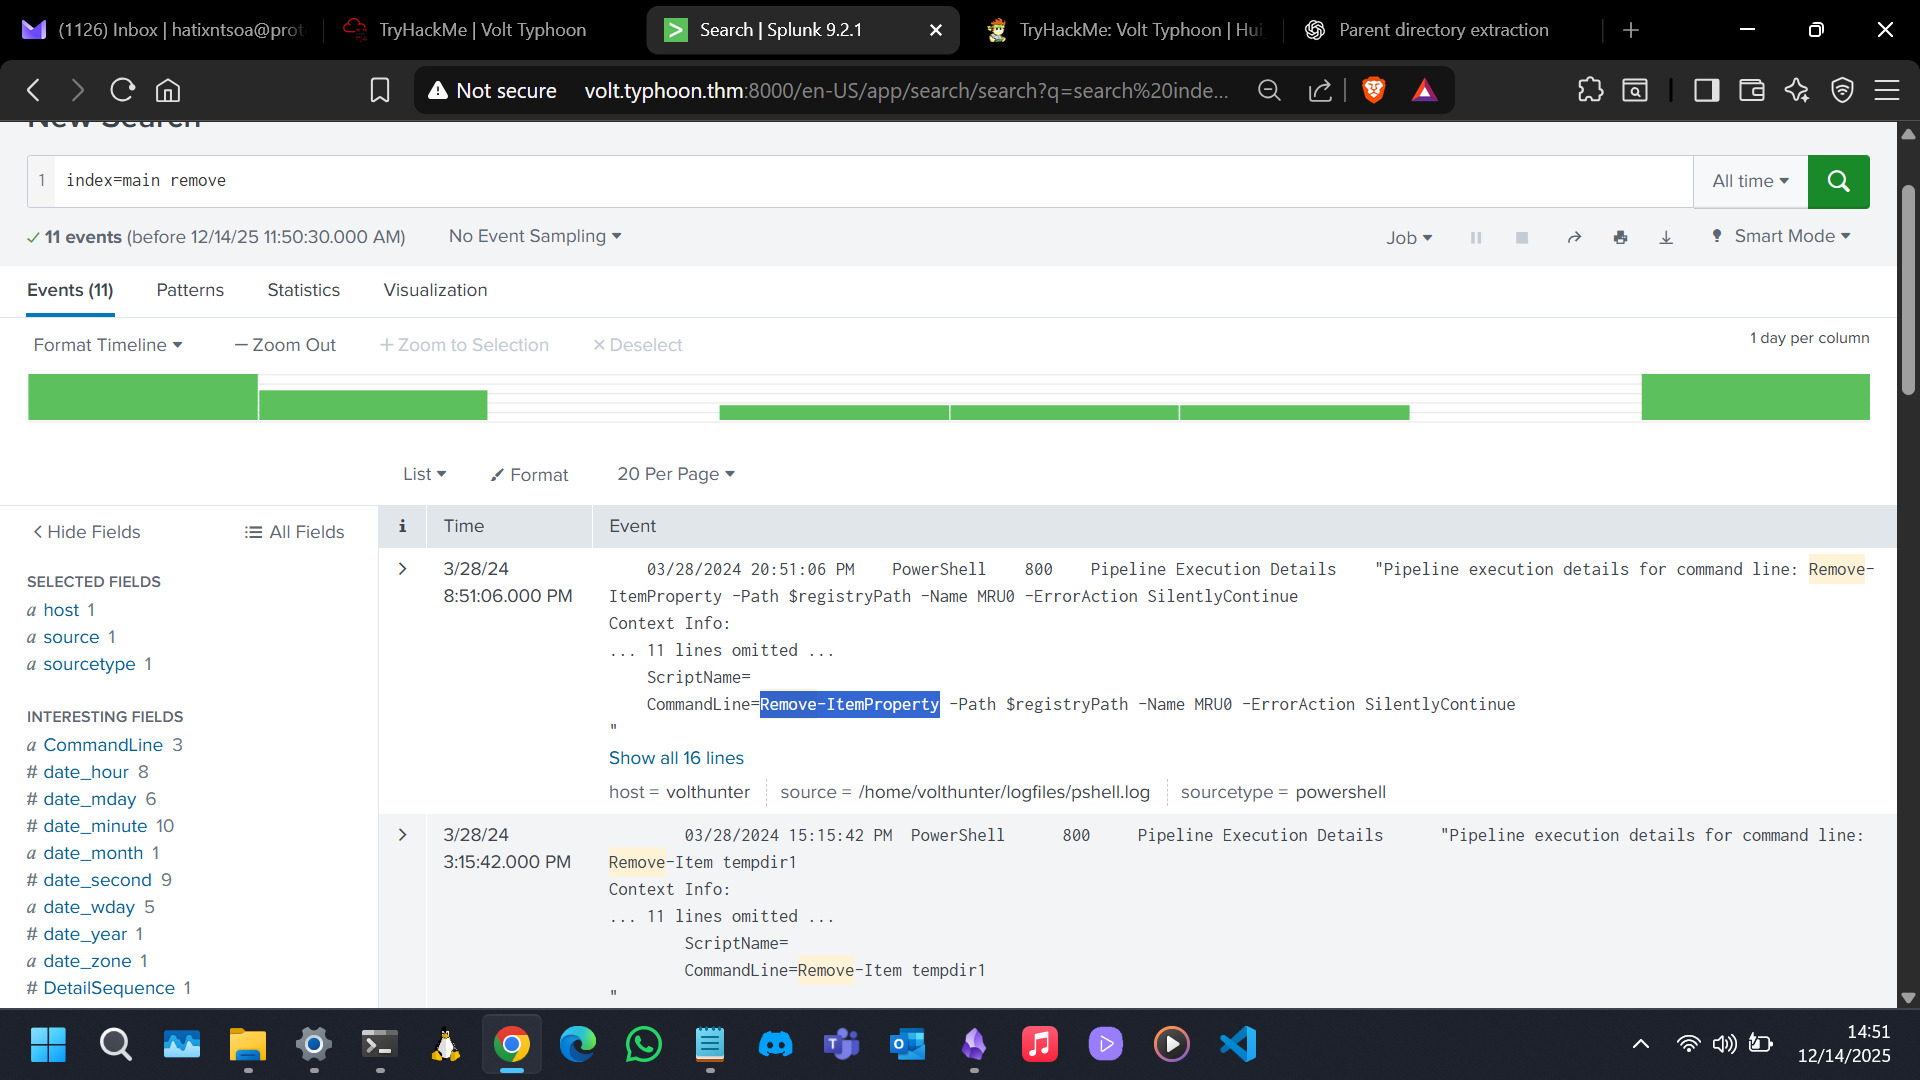 (1126) Inbox | hatixntsoa@prot
TryHackMe | Volt Typhoon
Search | Splunk 9.2.1
TryHackMe: Volt Typhoon | Hui
Parent directory extraction
Not secure
volt.typhoon.thm:8000/en-US/app/search/search?q=search%20inde...
New Search
1 index=main remove
All time
11 events (before 12/14/25 11:50:30.000 AM)
No Event Sampling
Job
Smart Mode
Events (11)
Patterns
Statistics
Visualization
Format Timeline
— Zoom Out
+ Zoom to Selection
× Deselect
1 day per column
List
Format
20 Per Page
Hide Fields
All Fields
i
Time
Event
SELECTED FIELDS
a host 1
a source 1
a sourcetype 1
INTERESTING FIELDS
a CommandLine 3
# date_hour 8
# date_mday 6
# date_minute 10
a date_month 1
# date_second 9
a date_wday 5
# date_year 1
a date_zone 1
# DetailSequence 1
3/28/24
8:51:06.000 PM
03/28/2024 20:51:06 PM PowerShell 800 Pipeline Execution Details "Pipeline execution details for command line: Remove-
ItemProperty -Path $registryPath -Name MRU0 -ErrorAction SilentlyContinue
Context Info:
... 11 lines omitted ...
ScriptName=
CommandLine=Remove-ItemProperty -Path $registryPath -Name MRU0 -ErrorAction SilentlyContinue
"
Show all 16 lines
host = volthunter
source = /home/volthunter/logfiles/pshell.log
sourcetype = powershell
3/28/24
3:15:42.000 PM
03/28/2024 15:15:42 PM PowerShell 800 Pipeline Execution Details "Pipeline execution details for command line:
Remove-Item tempdir1
Context Info:
... 11 lines omitted ...
ScriptName=
CommandLine=Remove-Item tempdir1
"
14:51
12/14/2025